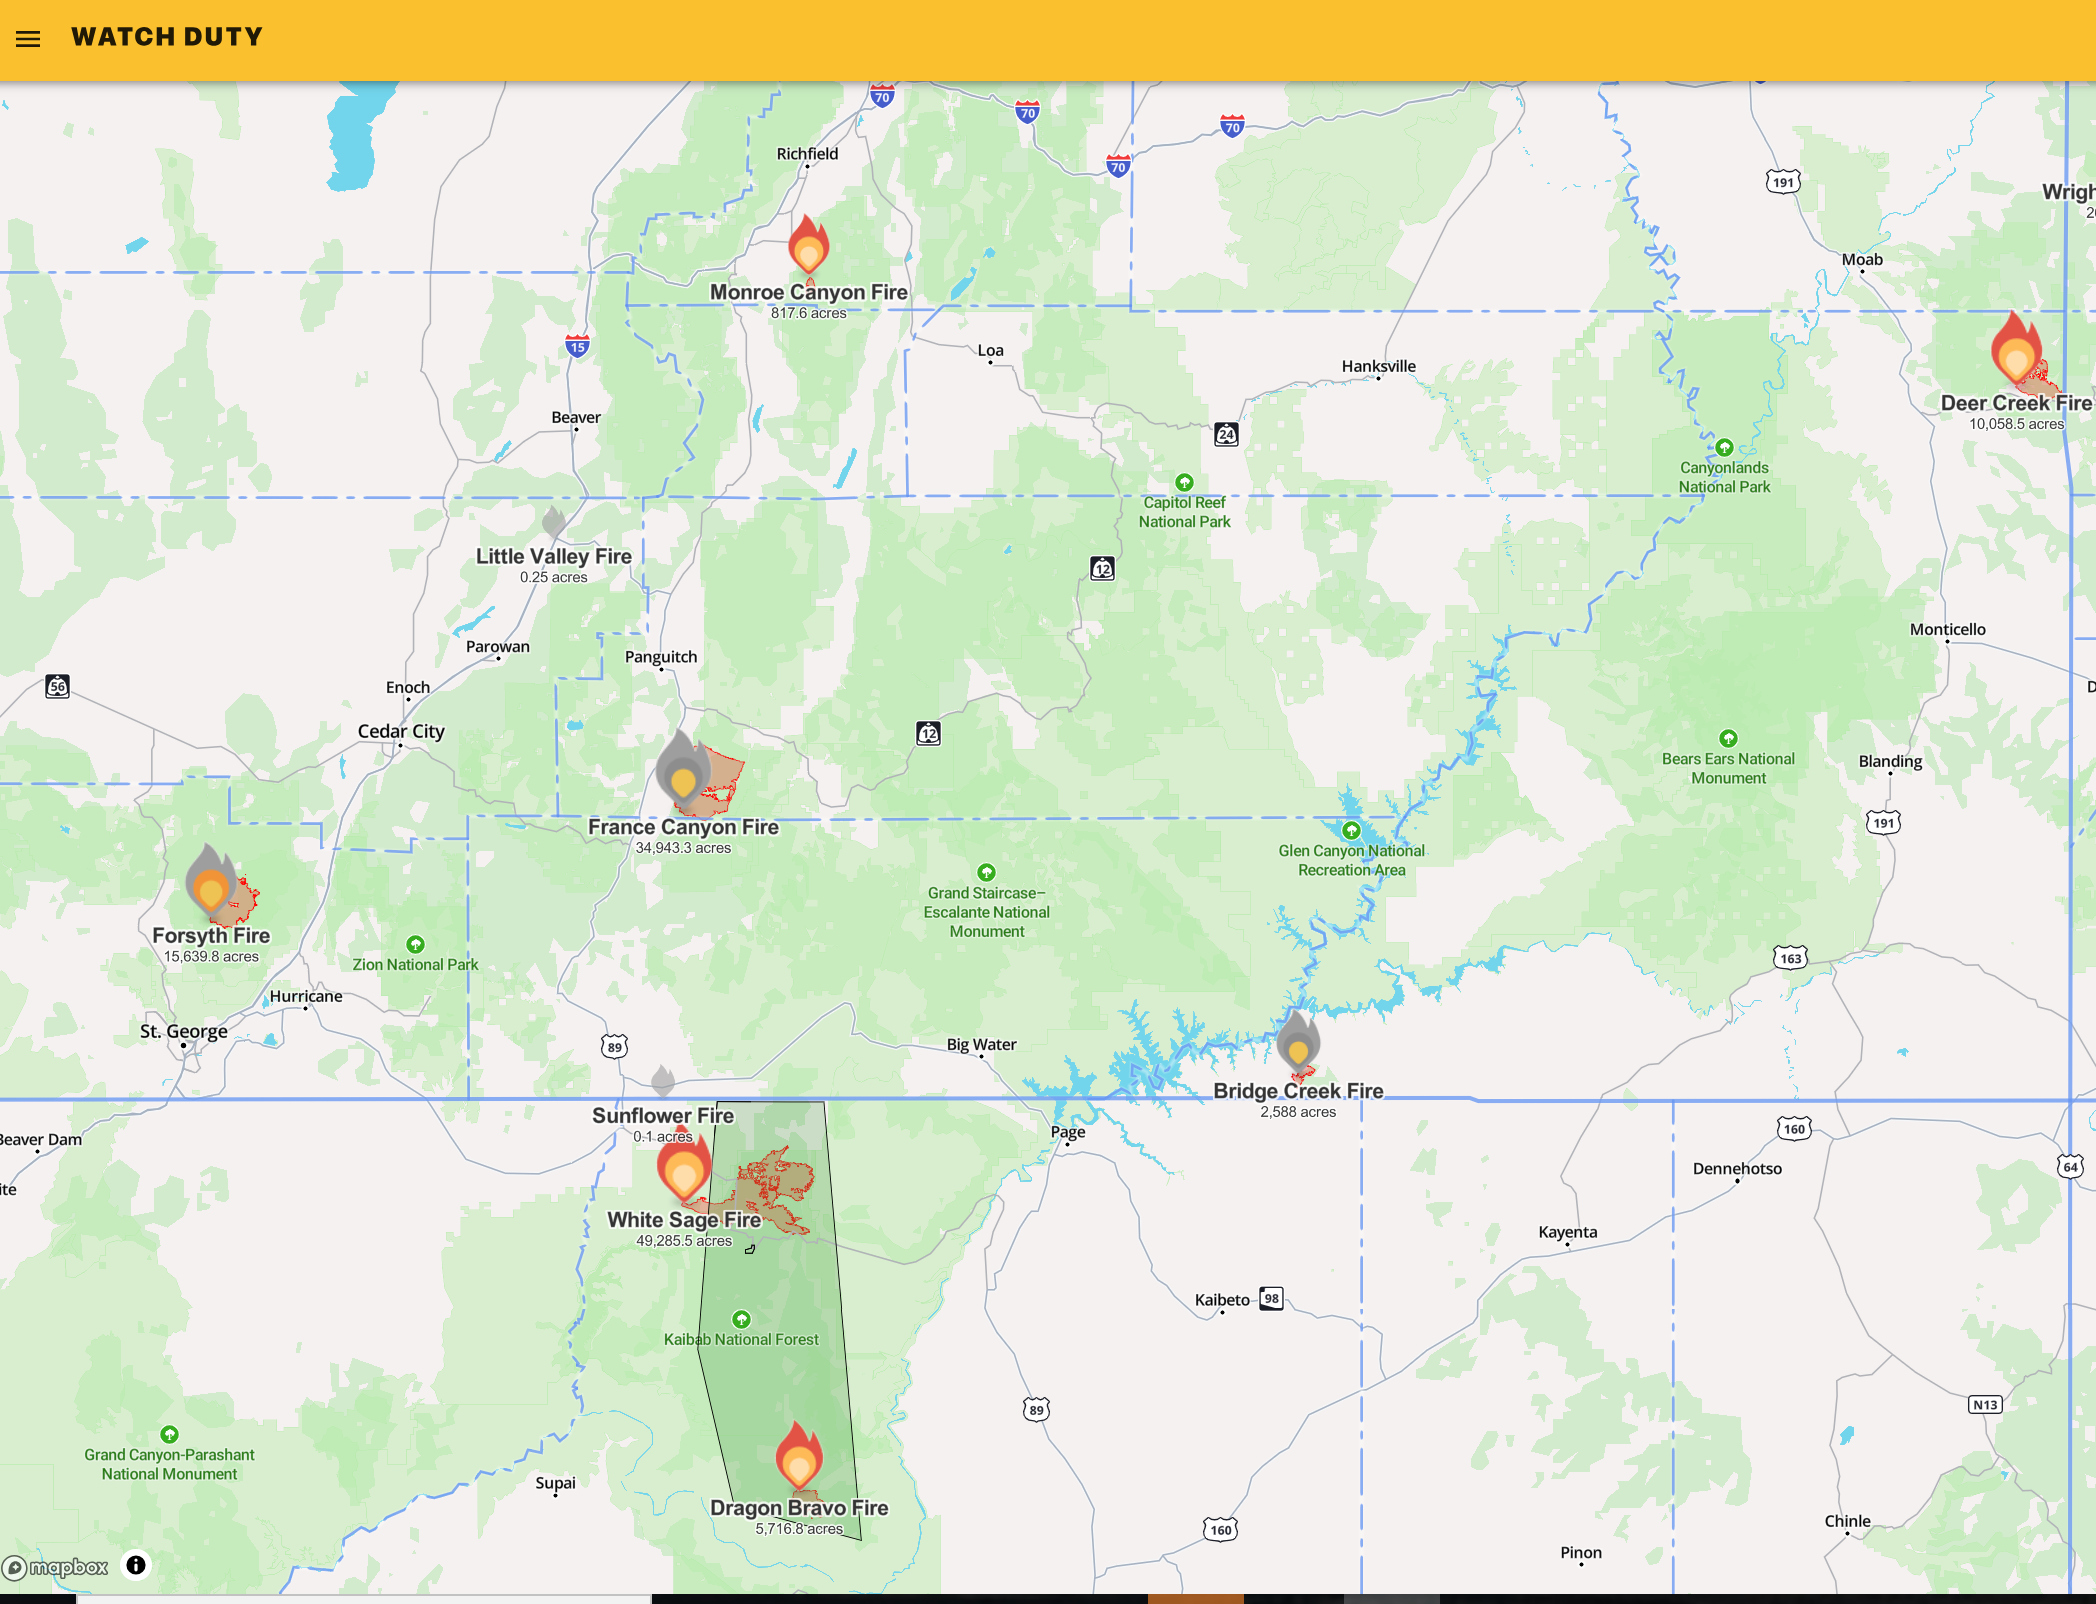 WATCH DUTY
70
70
70
70
Richfield
191
Monroe Canyon Fire
817.6 acres
Moab
15
Loa
Hanksville
Beaver
24
Deer Creek Fire
10,058.5 acres
Canyonlands
National Park
Capitol Reef
National Park
Little Valley Fire
0.25 acres
12
Parowan
Panguitch
Monticello
56
Enoch
Cedar City
12
Bears Ears National
Monument
Blanding
France Canyon Fire
34,943.3 acres
191
Glen Canyon National
Recreation Area
Grand Staircase–
Escalante National
Monument
Forsyth Fire
15,639.8 acres
Zion National Park
163
Hurricane
St. George
89
Big Water
Bridge Creek Fire
2,588 acres
Sunflower Fire
0.1 acres
Beaver Dam
Page
160
Dennehotso
64
ite
White Sage Fire
49,285.5 acres
Kayenta
Kaibeto
98
Kaibab National Forest
89
N13
Grand Canyon-Parashant
National Monument
Supai
Dragon Bravo Fire
5,716.8 acres
160
Chinle
Pinon
mapbox